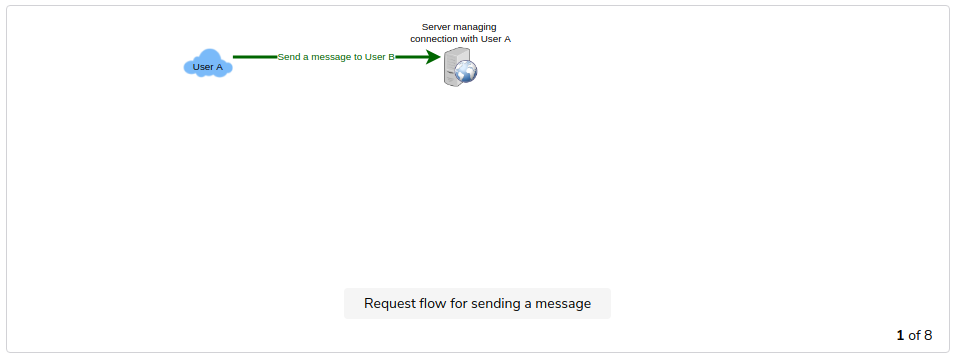 Server managing
connection with User A
User A
Send a message to User B
Request flow for sending a message
1 of 8